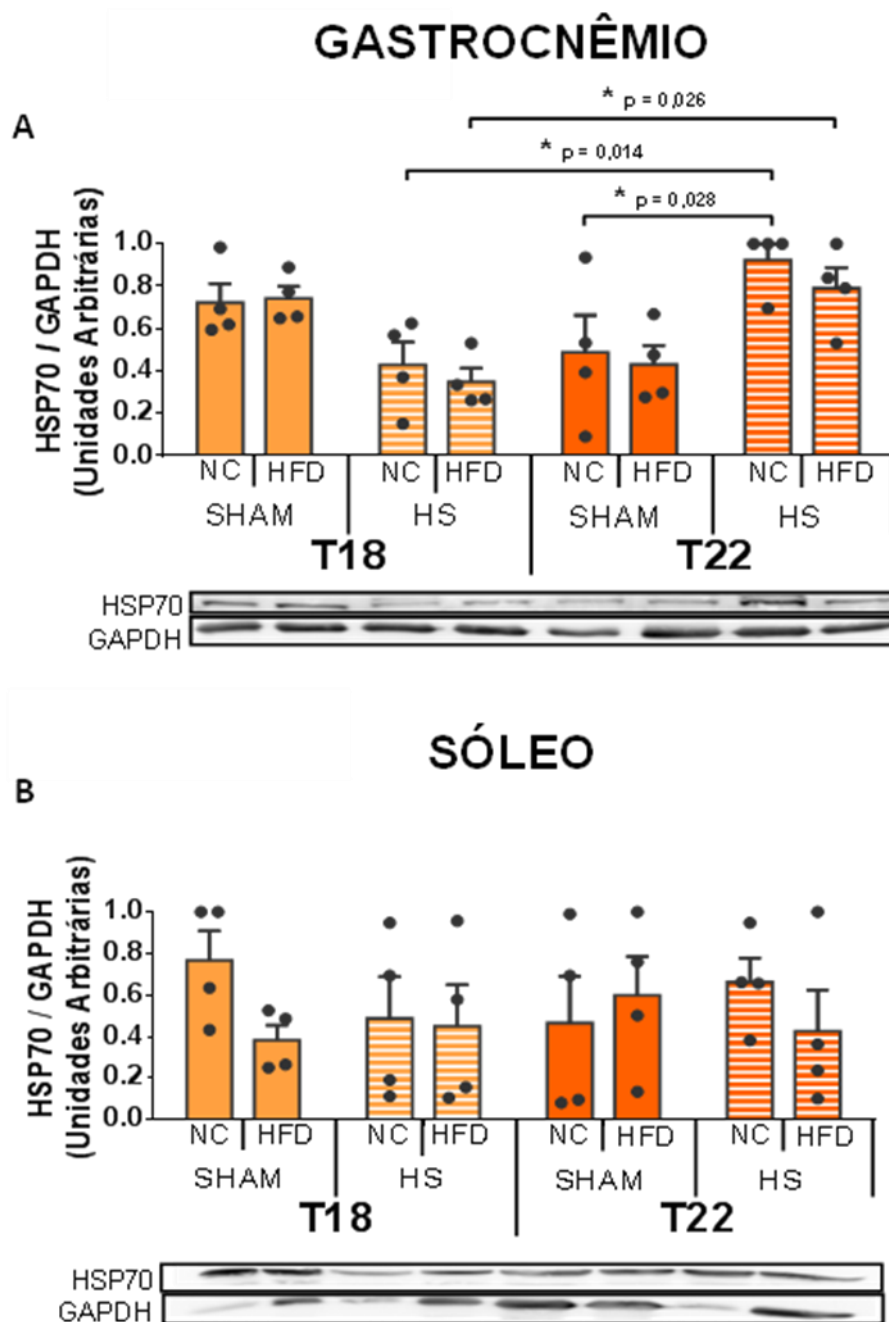 GASTROCNÊMIO
A
* p = 0,026
* p = 0,014
* p = 0,028
HSP70 / GAPDH
(Unidades Arbitrárias)
1.0
0.8
0.6
0.4
0.2
0.0
NC HFD NC HFD NC HFD NC HFD
SHAM HS SHAM HS
T18 T22
HSP70
GAPDH
SÓLEO
B
HSP70 / GAPDH
(Unidades Arbitrárias)
1.0
0.8
0.6
0.4
0.2
0.0
NC HFD NC HFD NC HFD NC HFD
SHAM HS SHAM HS
T18 T22
HSP70
GAPDH